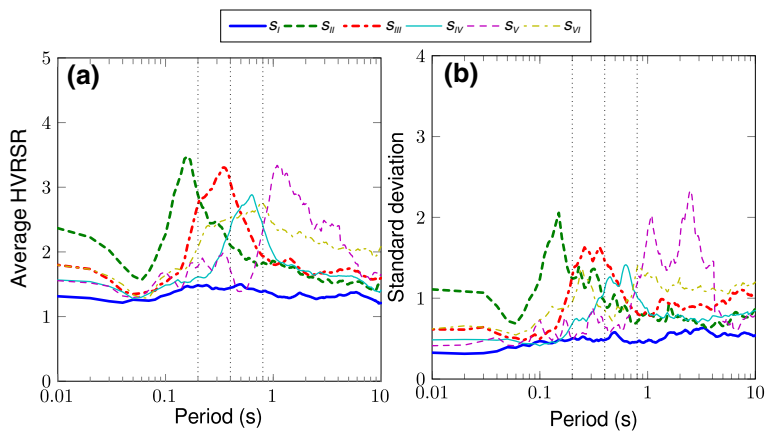 S_I S_II S_III S_IV S_V S_VI
(a)
Average HVRSR
5
4
3
2
1
0
0.01 0.1 1 10
Period (s)
(b)
Standard deviation
4
3
2
1
0
0.01 0.1 1 10
Period (s)